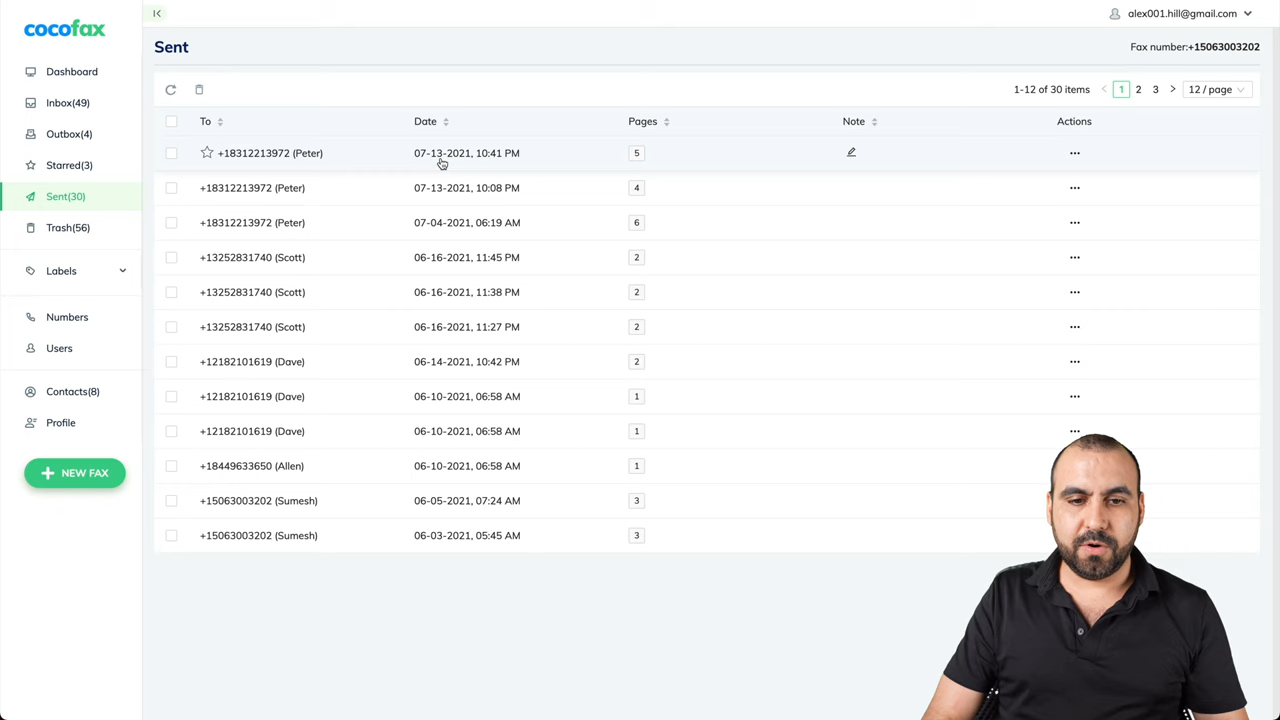 cocofax
alex001.hill@gmail.com
Sent
Fax number:+15063003202
Dashboard
Inbox(49)
Outbox(4)
Starred(3)
Sent(30)
Trash(56)
Labels
Numbers
Users
Contacts(8)
Profile
NEW FAX
1-12 of 30 items < 1 2 3 > 12 / page
To Date Pages Note Actions
+18312213972 (Peter) 07-13-2021, 10:41 PM 5 •••
+18312213972 (Peter) 07-13-2021, 10:08 PM 4 •••
+18312213972 (Peter) 07-04-2021, 06:19 AM 6 •••
+13252831740 (Scott) 06-16-2021, 11:45 PM 2 •••
+13252831740 (Scott) 06-16-2021, 11:38 PM 2 •••
+13252831740 (Scott) 06-16-2021, 11:27 PM 2 •••
+12182101619 (Dave) 06-14-2021, 10:42 PM 2 •••
+12182101619 (Dave) 06-10-2021, 06:58 AM 1 •••
+12182101619 (Dave) 06-10-2021, 06:58 AM 1 •••
+18449633650 (Allen) 06-10-2021, 06:58 AM 1
+15063003202 (Sumesh) 06-05-2021, 07:24 AM 3
+15063003202 (Sumesh) 06-03-2021, 05:45 AM 3